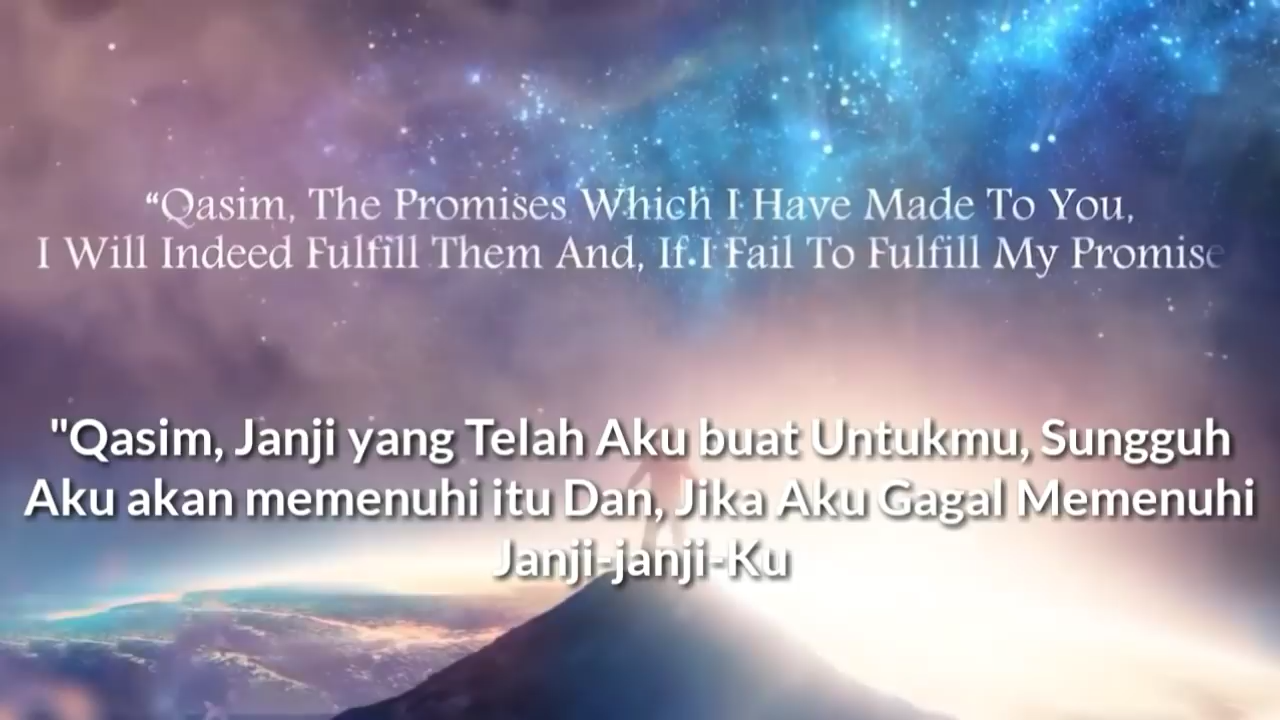 “Qasim, The Promises Which I Have Made To You,
I Will Indeed Fulfill Them And, If I Fail To Fulfill My Promise
"Qasim, Janji yang Telah Aku buat Untukmu, Sungguh
Aku akan memenuhi itu Dan, Jika Aku Gagal Memenuhi
Janji-janji-Ku